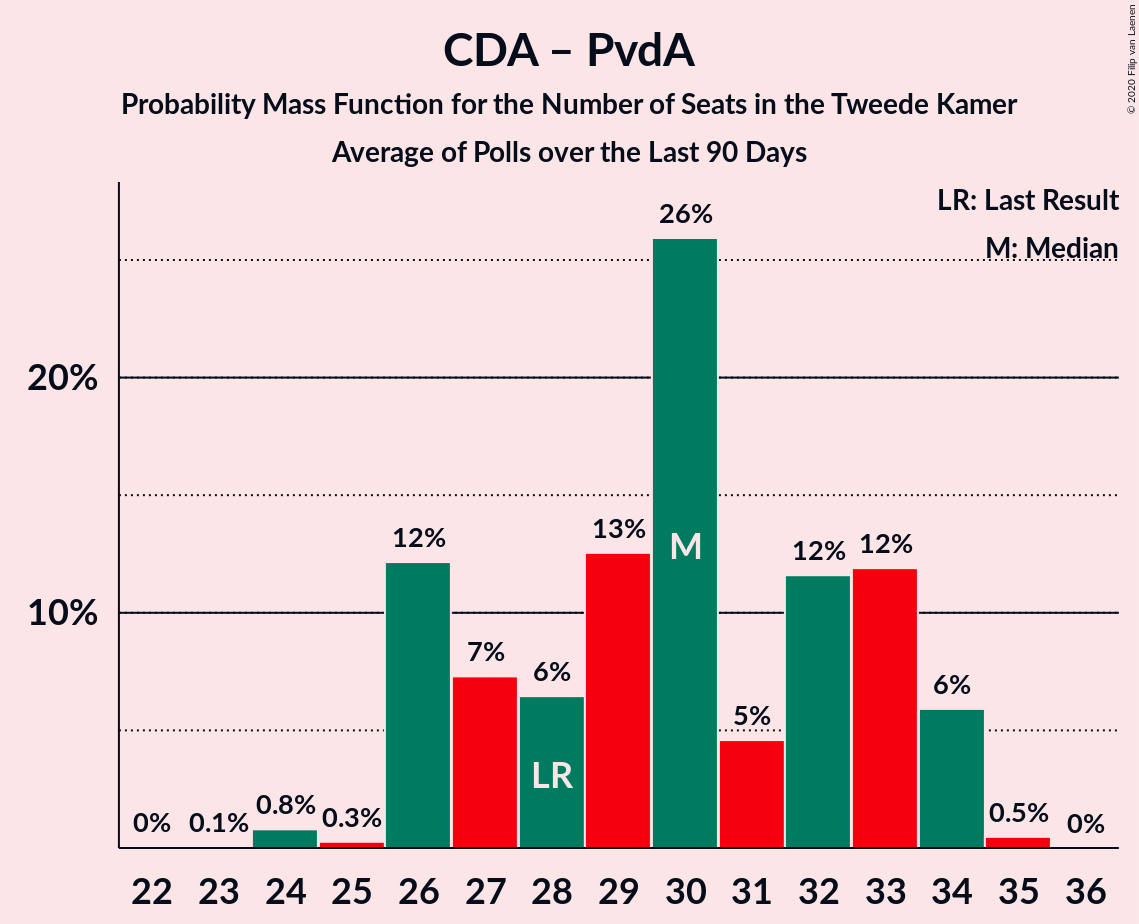 CDA – PvdA
Probability Mass Function for the Number of Seats in the Tweede Kamer
Average of Polls over the Last 90 Days
© 2020 Filip van Laenen
LR: Last Result
M: Median
26%
20%
13%
12%
12%
12%
M
10%
7%
6%
6%
5%
LR
0%
0.1%
0.8%
0.3%
0.5%
0%
22 23 24 25 26 27 28 29 30 31 32 33 34 35 36